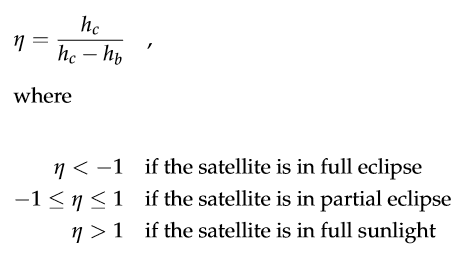 η = h_c / (h_c − h_b) ,
where
η < −1 if the satellite is in full eclipse
−1 ≤ η ≤ 1 if the satellite is in partial eclipse
η > 1 if the satellite is in full sunlight